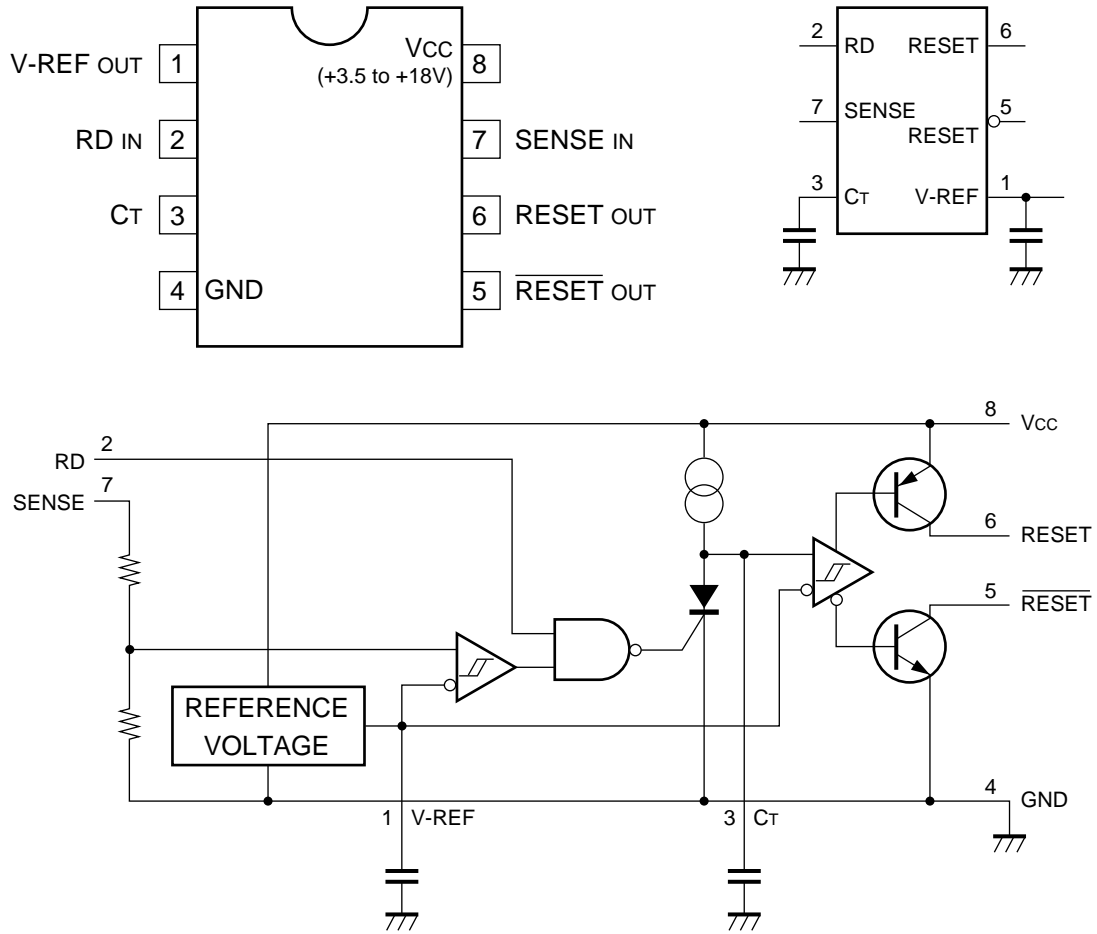 V-REF OUT 1
VCC
(+3.5 to +18V)
8
RD IN 2
7 SENSE IN
CT 3
6 RESET OUT
4 GND
5 R̅E̅S̅E̅T̅ OUT
2 RD
RESET 6
7 SENSE
RESET 5
3 CT
V-REF 1
8 VCC
RD 2
SENSE 7
6 RESET
5 R̅E̅S̅E̅T̅
REFERENCE
VOLTAGE
4 GND
1 V-REF
3 CT